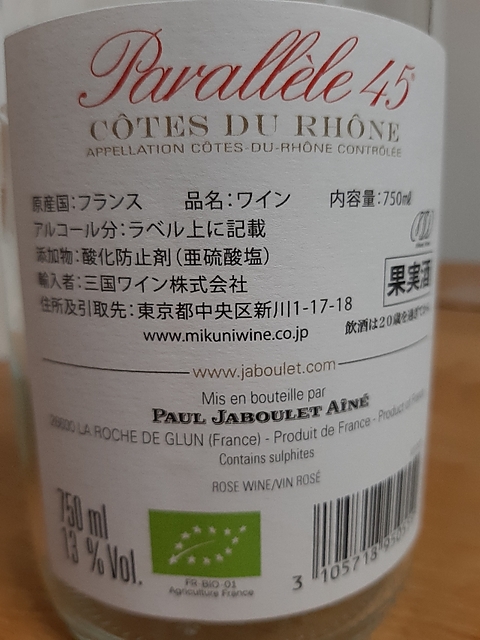 Parallèle 45
CÔTES DU RHÔNE
APPELLATION CÔTES-DU-RHÔNE CONTRÔLÉE
原産国:フランス 品名:ワイン 内容量:750㎖
アルコール分:ラベル上に記載
添加物:酸化防止剤(亜硫酸塩)
輸入者:三国ワイン株式会社
果実酒
住所及引取先:東京都中央区新川1-17-18
飲酒は20歳を過ぎて
www.mikuniwine.co.jp
www.jaboulet.com
Mis en bouteille par
PAUL JABOULET AÎNÉ
26600 LA ROCHE DE GLUN (France) - Produit de France - Product of
Contains sulphites
ROSE WINE/VIN ROSÉ
750 ml
13 % Vol.
FR-BIO-01
Agriculture France
3 105718